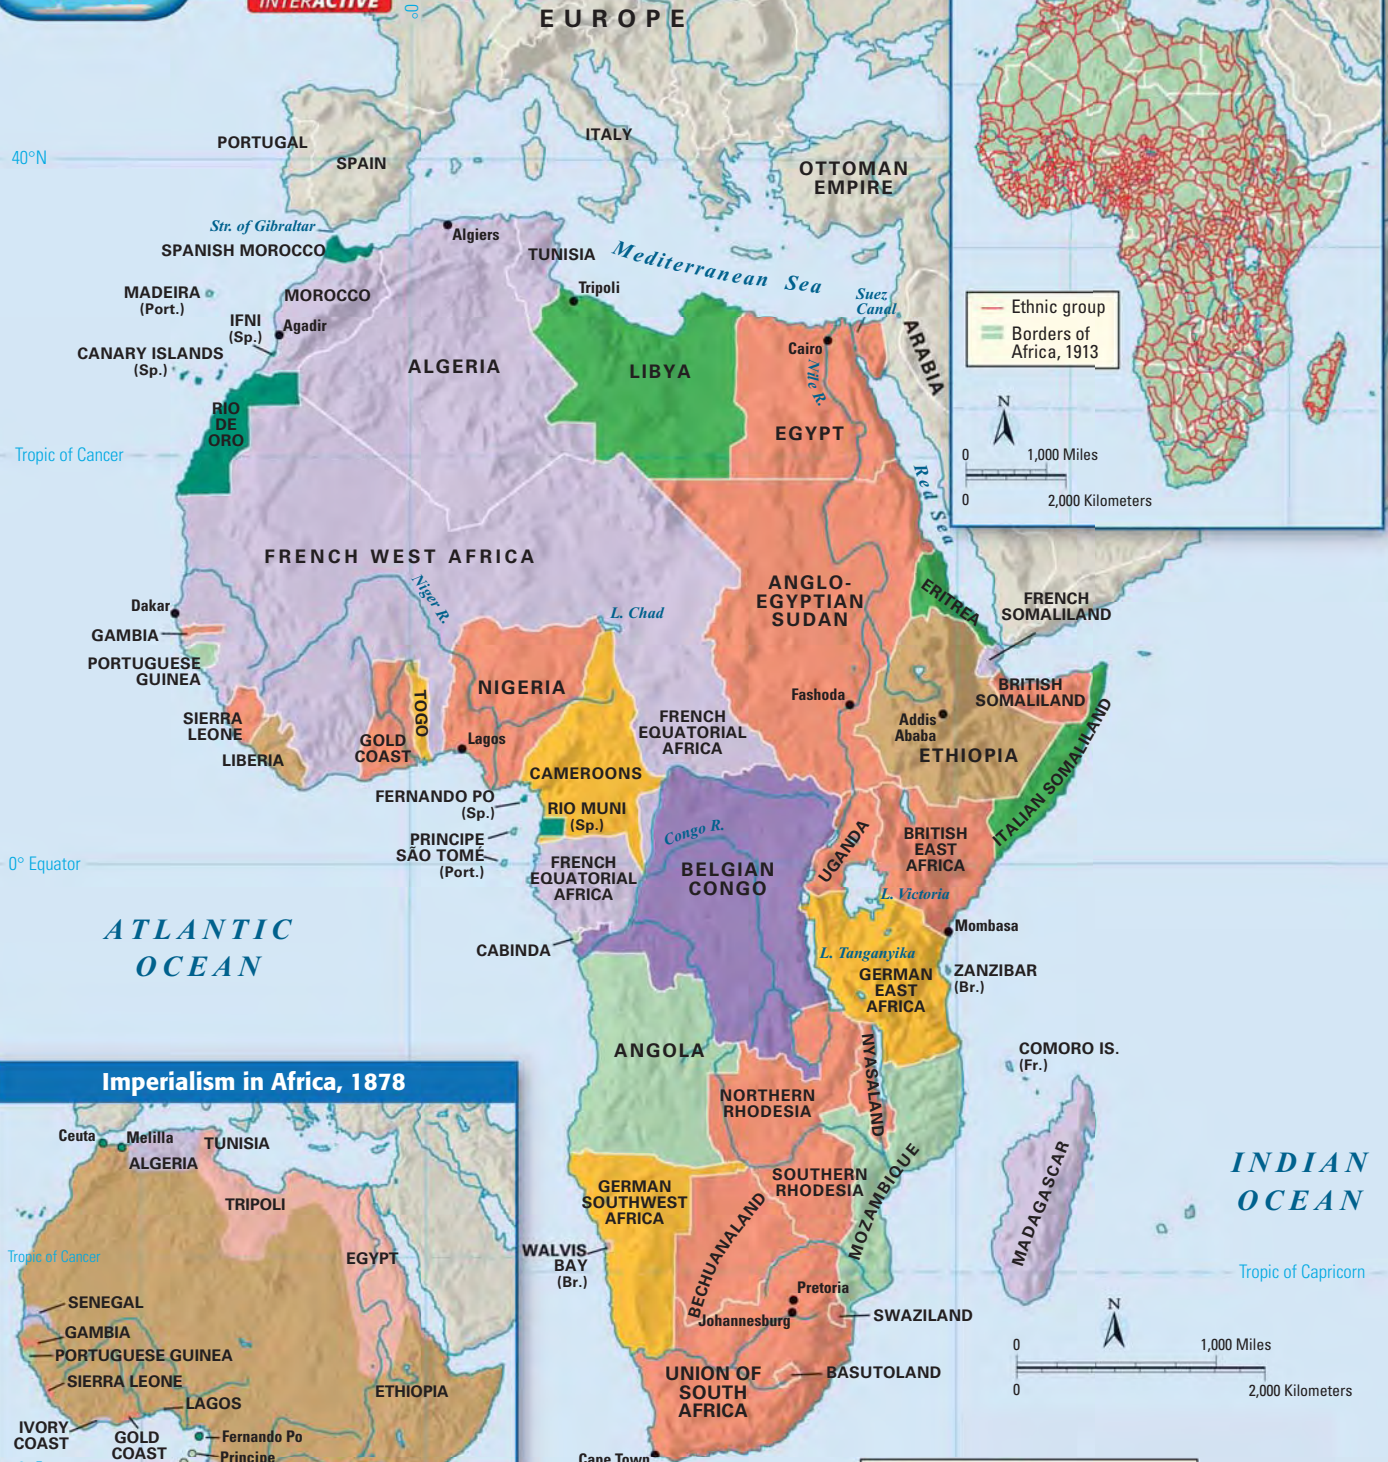 INTERACTIVE
0°
EUROPE
PORTUGAL
SPAIN
ITALY
40°N
OTTOMAN
EMPIRE
Str. of Gibraltar
SPANISH MOROCCO
Algiers
TUNISIA
Mediterranean Sea
Tripoli
Suez
Canal
MADEIRA
(Port.)
MOROCCO
IFNI
(Sp.)
Agadir
CANARY ISLANDS
(Sp.)
ALGERIA
LIBYA
Cairo
Nile R.
ARABIA
EGYPT
RIO
DE
ORO
Tropic of Cancer
Red Sea
FRENCH WEST AFRICA
Niger R.
L. Chad
ANGLO-
EGYPTIAN
SUDAN
ERITREA
FRENCH
SOMALILAND
Dakar
GAMBIA
PORTUGUESE
GUINEA
SIERRA
LEONE
LIBERIA
GOLD
COAST
TOGO
NIGERIA
Lagos
FRENCH
EQUATORIAL
AFRICA
Fashoda
Addis
Ababa
ETHIOPIA
BRITISH
SOMALILAND
ITALIAN SOMALILAND
CAMEROONS
FERNANDO PO
(Sp.)
RIO MUNI
(Sp.)
PRINCIPE
SÃO TOMÉ
(Port.)
0° Equator
FRENCH
EQUATORIAL
AFRICA
Congo R.
BELGIAN
CONGO
UGANDA
BRITISH
EAST
AFRICA
L. Victoria
Mombasa
ATLANTIC
OCEAN
CABINDA
L. Tanganyika
GERMAN
EAST
AFRICA
ZANZIBAR
(Br.)
ANGOLA
NYASALAND
COMORO IS.
(Fr.)
NORTHERN
RHODESIA
SOUTHERN
RHODESIA
MOZAMBIQUE
MADAGASCAR
INDIAN
OCEAN
GERMAN
SOUTHWEST
AFRICA
BECHUANALAND
WALVIS
BAY
(Br.)
Pretoria
Johannesburg
SWAZILAND
Tropic of Capricorn
UNION OF
SOUTH
AFRICA
BASUTOLAND
Cape Town
N
0
1,000 Miles
0
2,000 Kilometers
Ethnic group
Borders of
Africa, 1913
N
0
1,000 Miles
0
2,000 Kilometers
Imperialism in Africa, 1878
Ceuta
Melilla
TUNISIA
ALGERIA
TRIPOLI
Tropic of Cancer
EGYPT
SENEGAL
GAMBIA
PORTUGUESE GUINEA
SIERRA LEONE
ETHIOPIA
LAGOS
IVORY
COAST
GOLD
COAST
Fernando Po
Principe